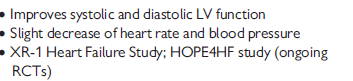 • Improves systolic and diastolic LV function
• Slight decrease of heart rate and blood pressure
• XR-1 Heart Failure Study; HOPE4HF study (ongoing
RCTs)